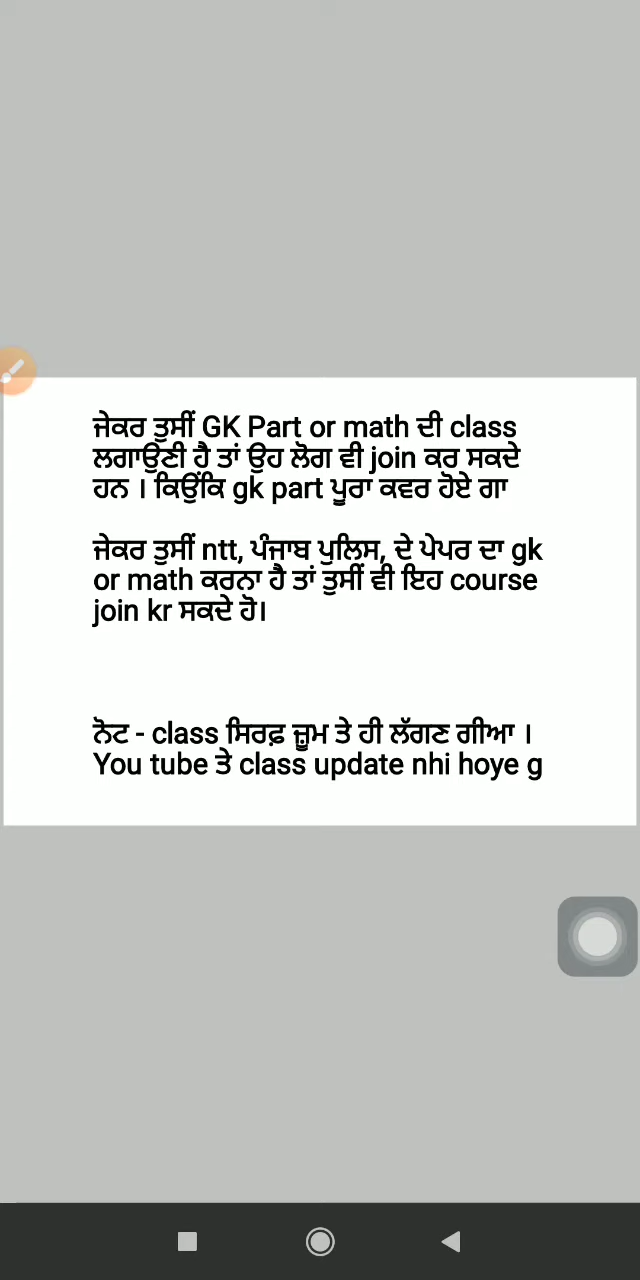 ਜੇਕਰ ਤੁਸੀਂ GK Part or math ਦੀ class
ਲਗਾਉਣੀ ਹੈ ਤਾਂ ਉਹ ਲੋਗ ਵੀ join ਕਰ ਸਕਦੇ
ਹਨ । ਕਿਉਂਕਿ gk part ਪੂਰਾ ਕਵਰ ਹੋਏ ਗਾ
ਜੇਕਰ ਤੁਸੀਂ ntt, ਪੰਜਾਬ ਪੁਲਿਸ, ਦੇ ਪੇਪਰ ਦਾ gk
or math ਕਰਨਾ ਹੈ ਤਾਂ ਤੁਸੀਂ ਵੀ ਇਹ course
join kr ਸਕਦੇ ਹੋ।
ਨੋਟ - class ਸਿਰਫ਼ ਜ਼ੂਮ ਤੇ ਹੀ ਲੱਗਣ ਗੀਆ ।
You tube ਤੇ class update nhi hoye g